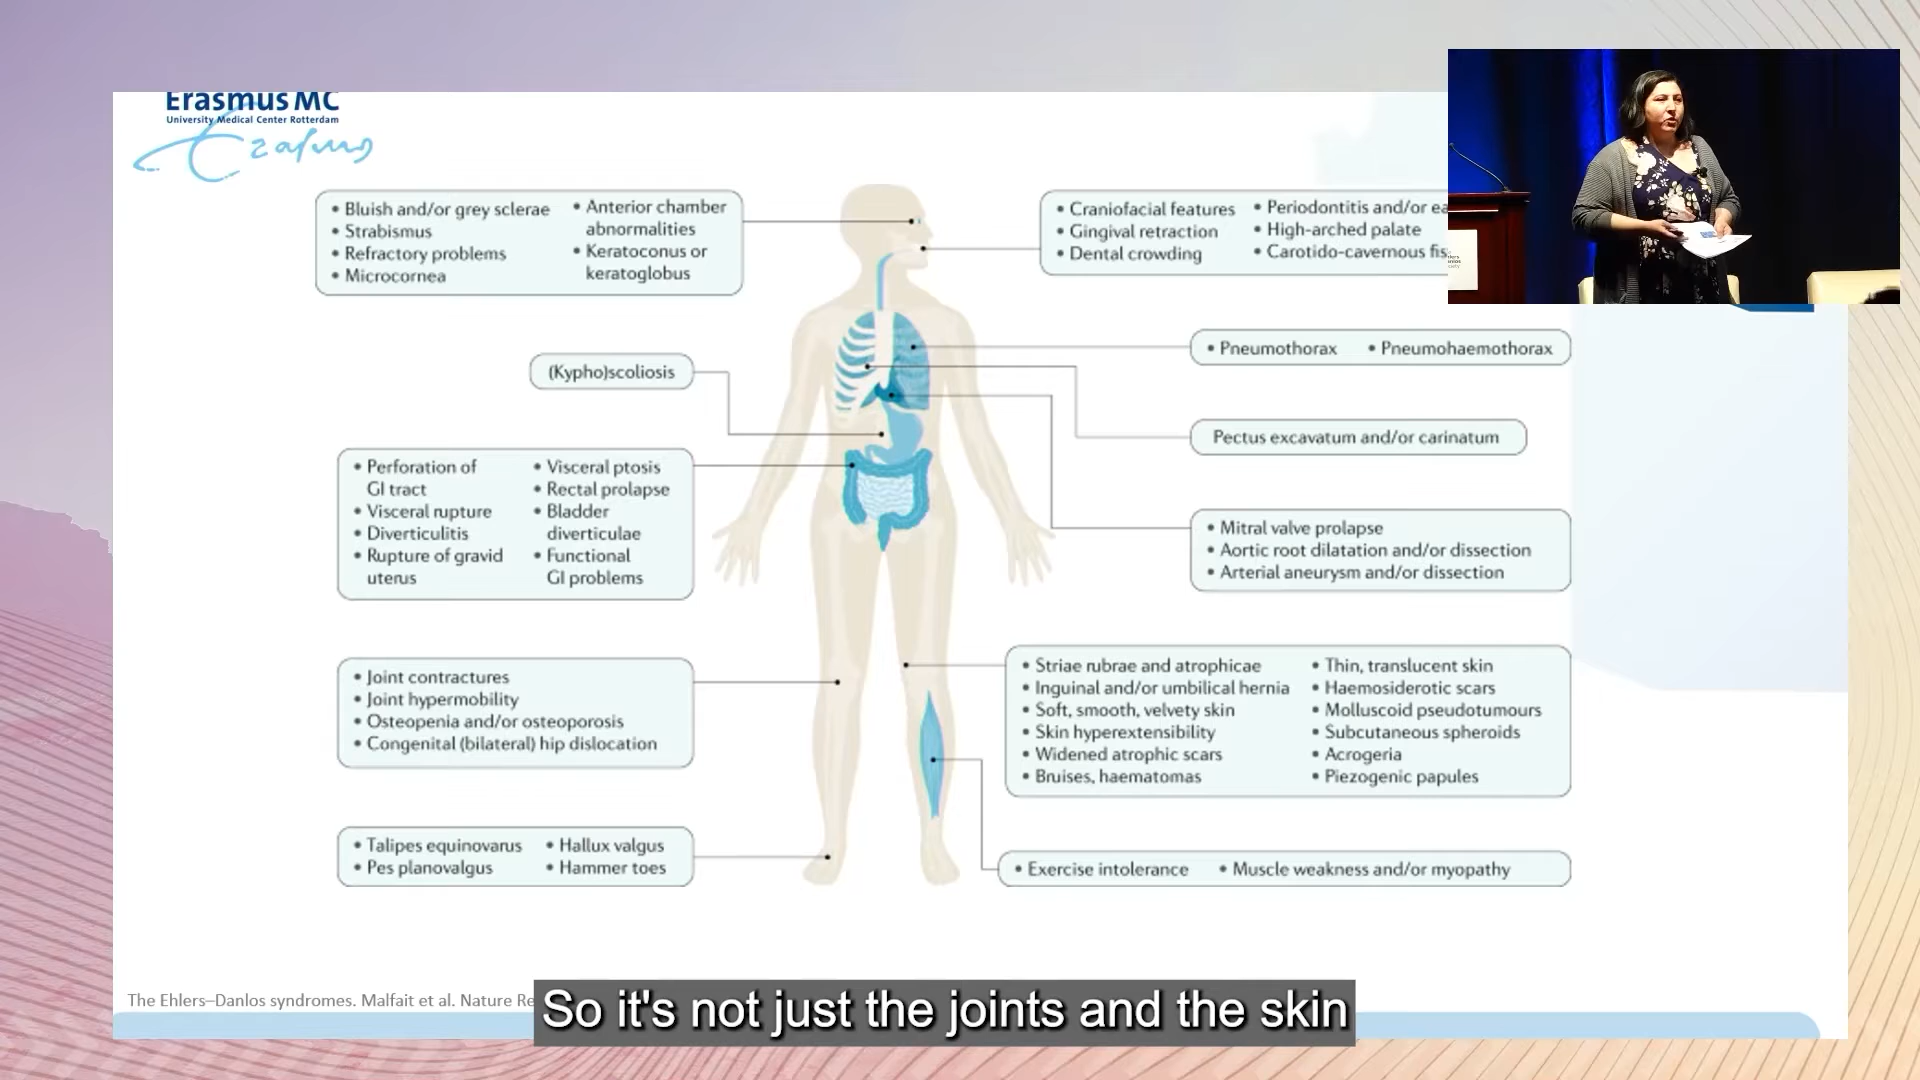 Erasmus MC
University Medical Center Rotterdam
Erasmus
• Bluish and/or grey sclerae
• Strabismus
• Refractory problems
• Microcornea
• Anterior chamber
abnormalities
• Keratoconus or
keratoglobus
• Craniofacial features
• Gingival retraction
• Dental crowding
• Periodontitis and/or ea
• High-arched palate
• Carotido-cavernous fis
• Pneumothorax
• Pneumohaemothorax
(Kypho)scoliosis
Pectus excavatum and/or carinatum
• Perforation of
GI tract
• Visceral rupture
• Diverticulitis
• Rupture of gravid
uterus
• Visceral ptosis
• Rectal prolapse
• Bladder
diverticulae
• Functional
GI problems
• Mitral valve prolapse
• Aortic root dilatation and/or dissection
• Arterial aneurysm and/or dissection
• Joint contractures
• Joint hypermobility
• Osteopenia and/or osteoporosis
• Congenital (bilateral) hip dislocation
• Striae rubrae and atrophicae
• Inguinal and/or umbilical hernia
• Soft, smooth, velvety skin
• Skin hyperextensibility
• Widened atrophic scars
• Bruises, haematomas
• Thin, translucent skin
• Haemosiderotic scars
• Molluscoid pseudotumours
• Subcutaneous spheroids
• Acrogeria
• Piezogenic papules
• Talipes equinovarus
• Pes planovalgus
• Hallux valgus
• Hammer toes
• Exercise intolerance
• Muscle weakness and/or myopathy
The Ehlers–Danlos syndromes. Malfait et al. Nature Re
So it's not just the joints and the skin